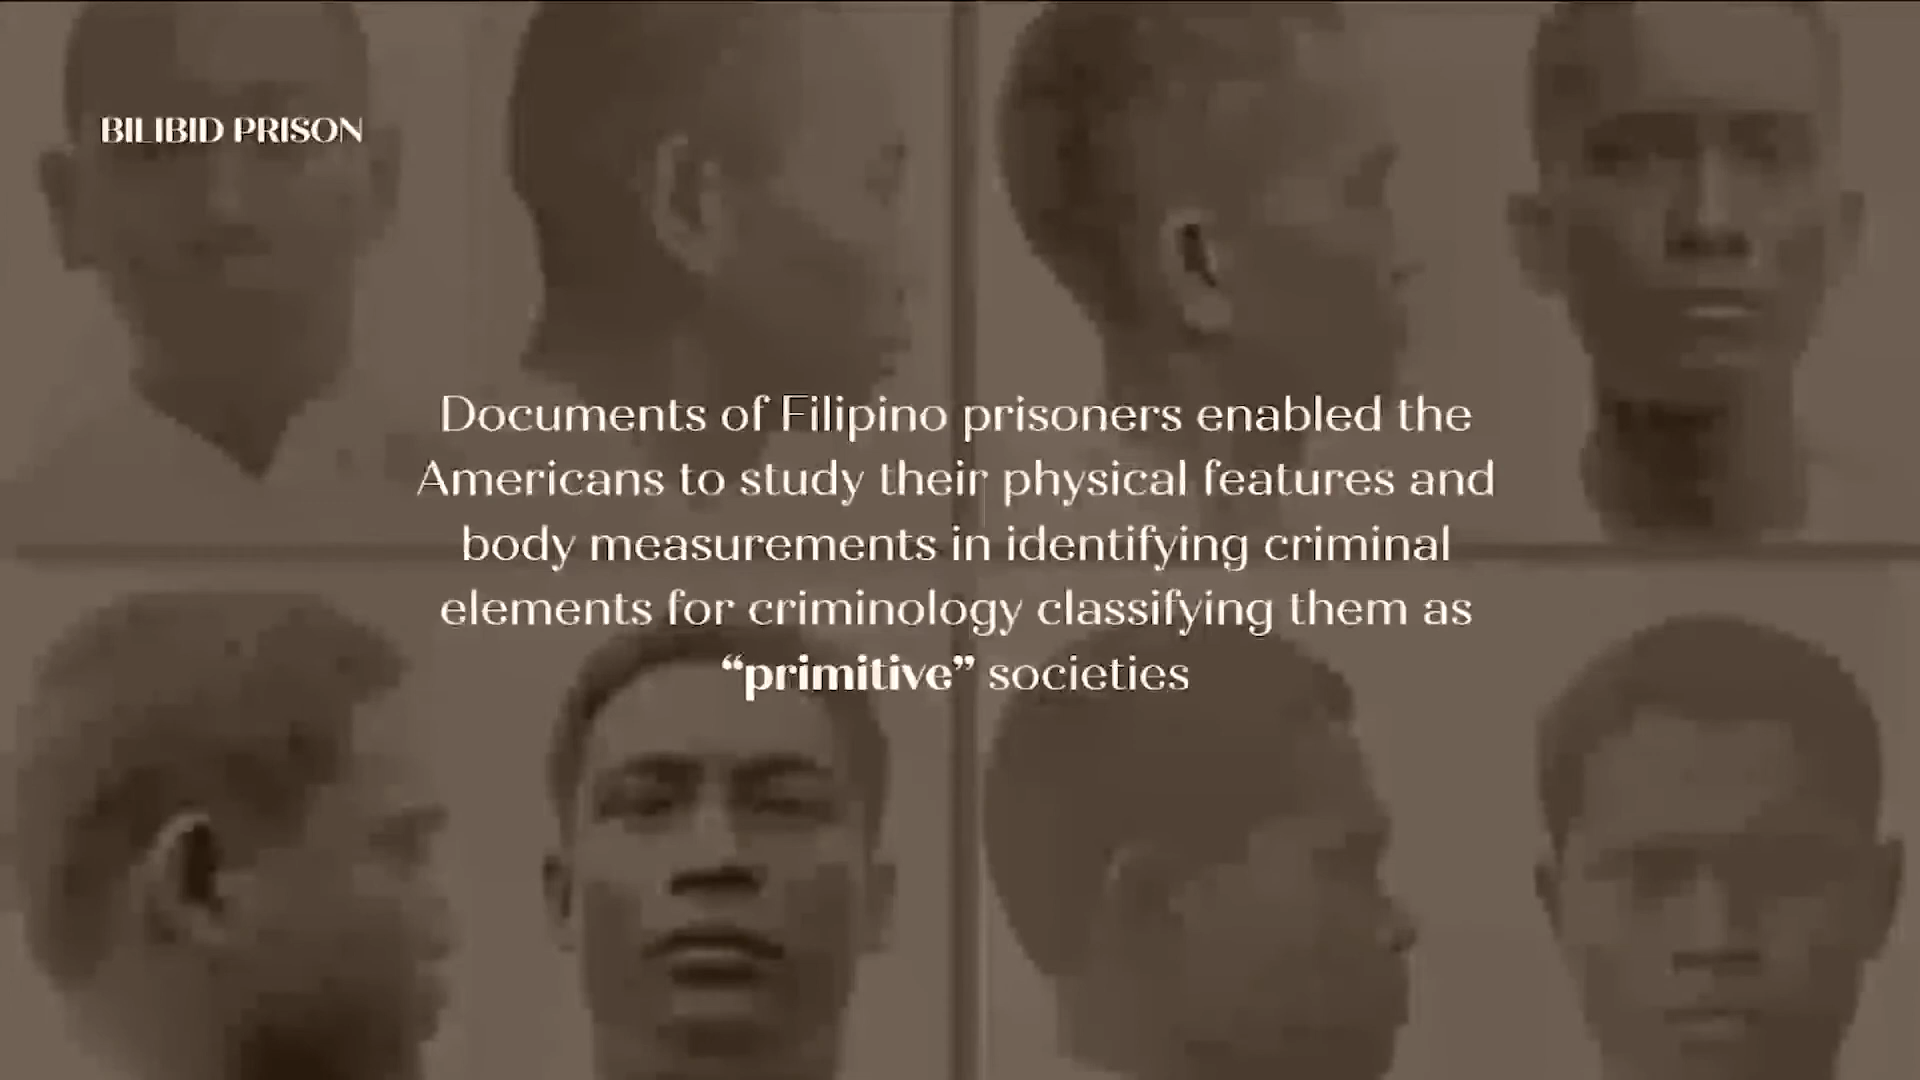 BILIBID PRISON
Documents of Filipino prisoners enabled the
Americans to study their physical features and
body measurements in identifying criminal
elements for criminology classifying them as
“primitive” societies